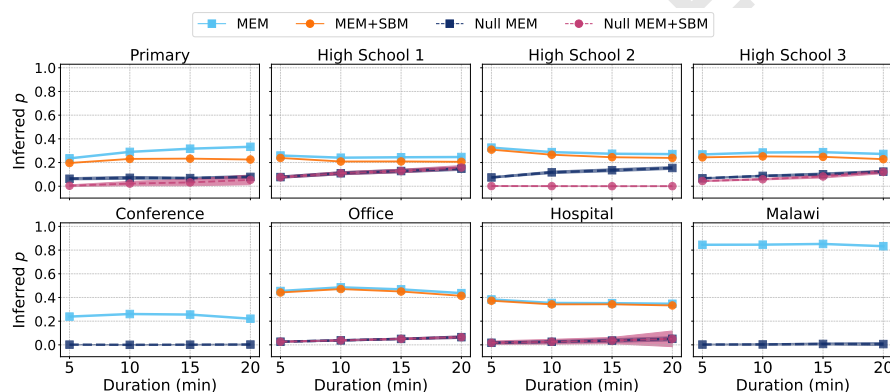 MEM MEM+SBM Null MEM Null MEM+SBM
Primary High School 1 High School 2 High School 3
Inferred p
1.0
0.8
0.6
0.4
0.2
0.0
Conference Office Hospital Malawi
Inferred p
1.0
0.8
0.6
0.4
0.2
0.0
5 10 15 20 5 10 15 20 5 10 15 20 5 10 15 20
Duration (min) Duration (min) Duration (min) Duration (min)